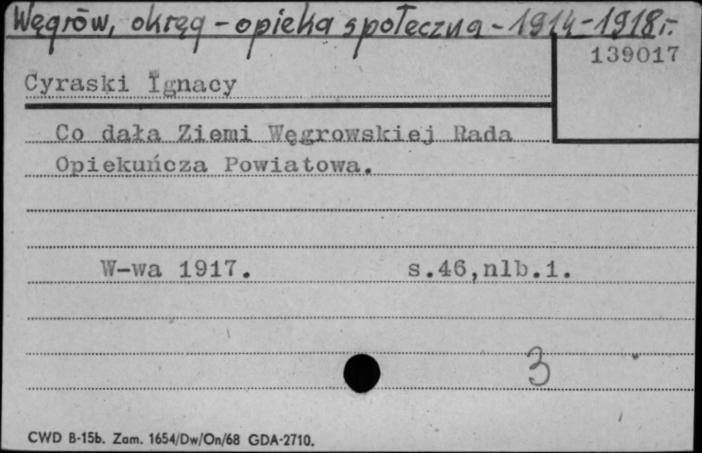 Węgrów, okręg - opieka społeczna - 1914-1918 r.
139017
Cyraski Ignacy
Co dała Ziemi Węgrowskiej Rada
Opiekuńcza Powiatowa.
W-wa 1917. s.46,nlb.1.
3
CWD B-15b. Zam. 1654/Dw/On/68 GDA-2710.